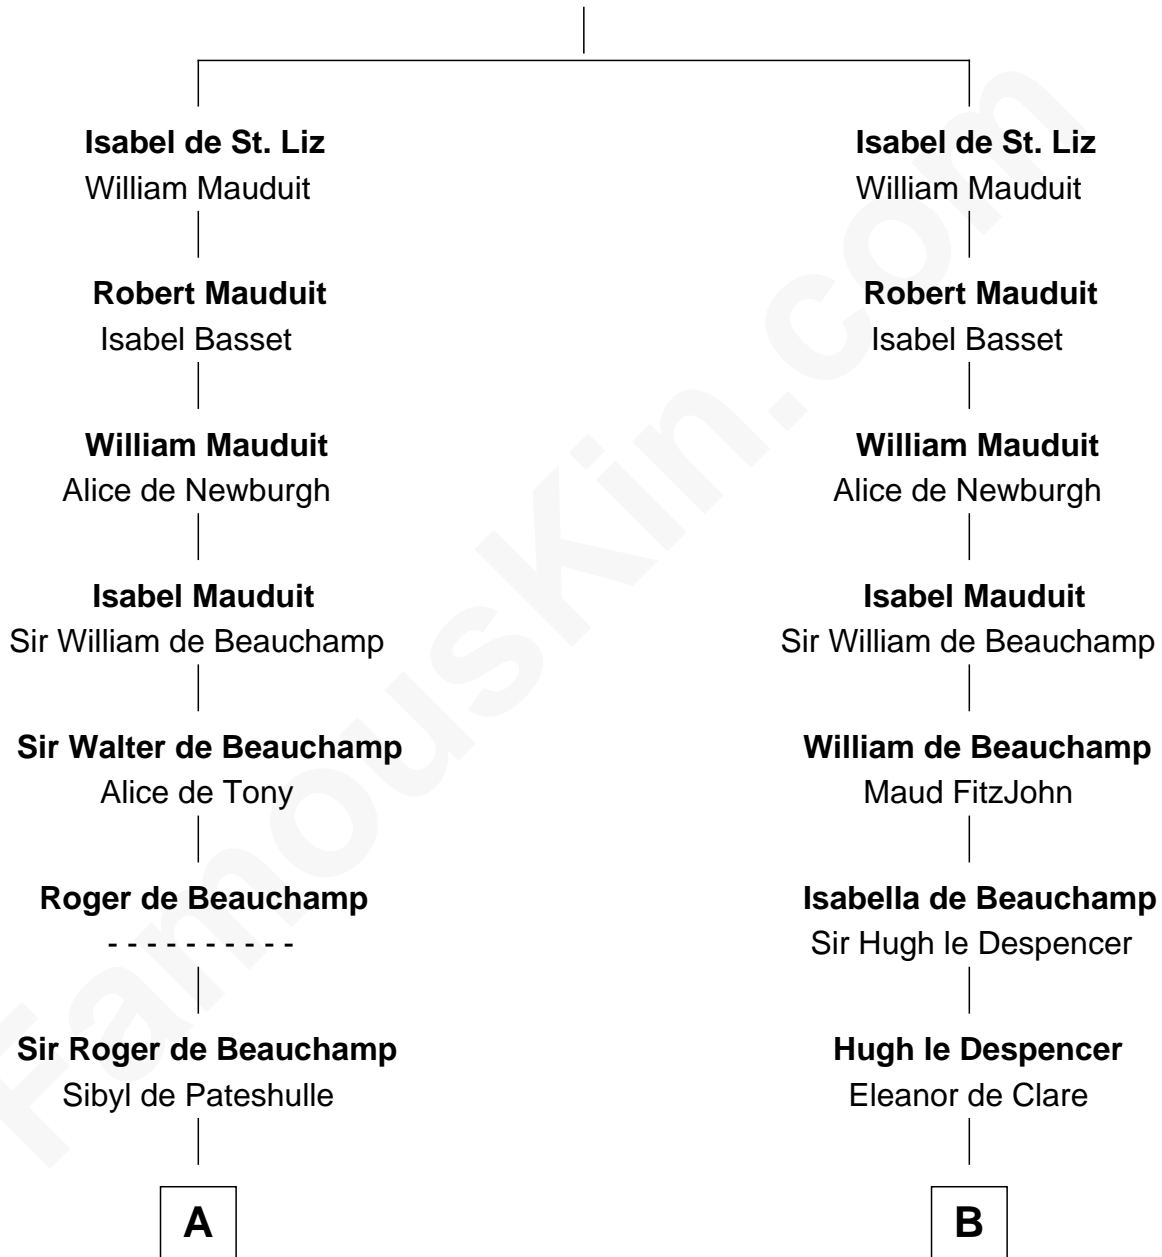 Isabel de St. Liz
William Mauduit
Robert Mauduit
Isabel Basset
William Mauduit
Alice de Newburgh
Isabel Mauduit
Sir William de Beauchamp
Sir Walter de Beauchamp
Alice de Tony
Roger de Beauchamp
- - - - - - - - - -
Sir Roger de Beauchamp
Sibyl de Pateshulle
A
Isabel de St. Liz
William Mauduit
Robert Mauduit
Isabel Basset
William Mauduit
Alice de Newburgh
Isabel Mauduit
Sir William de Beauchamp
William de Beauchamp
Maud FitzJohn
Isabella de Beauchamp
Sir Hugh le Despencer
Hugh le Despencer
Eleanor de Clare
B
FamousKin.com